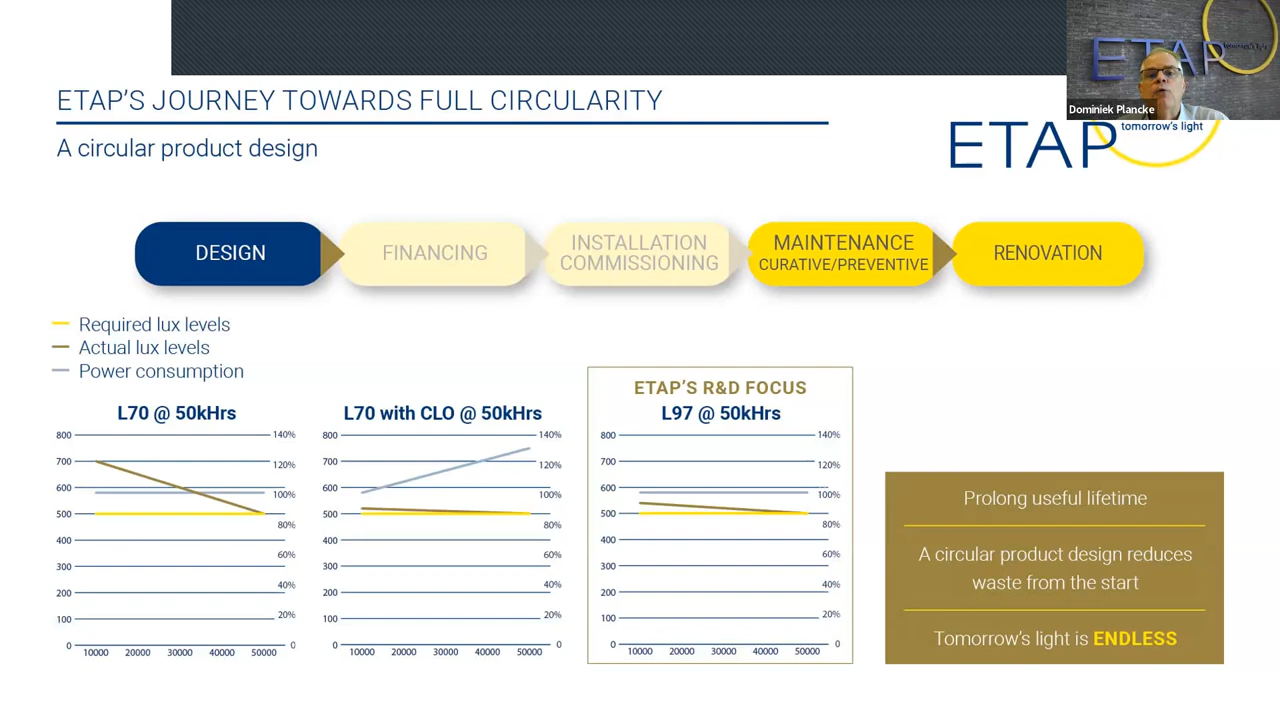 ETAP
Dominiek Plancke
ETAP'S JOURNEY TOWARDS FULL CIRCULARITY
A circular product design
ETAP
tomorrow's light
DESIGN
FINANCING
INSTALLATION
COMMISSIONING
MAINTENANCE
CURATIVE/PREVENTIVE
RENOVATION
Required lux levels
Actual lux levels
Power consumption
L70 @ 50kHrs
800
700
600
500
400
300
200
100
0
140%
120%
100%
80%
60%
40%
20%
0
10000 20000 30000 40000 50000
L70 with CLO @ 50kHrs
800
700
600
500
400
300
200
100
0
140%
120%
100%
80%
60%
40%
20%
0
10000 20000 30000 40000 50000
ETAP'S R&D FOCUS
L97 @ 50kHrs
800
700
600
500
400
300
200
100
0
140%
120%
100%
80%
60%
40%
20%
0
10000 20000 30000 40000 50000
Prolong useful lifetime
A circular product design reduces
waste from the start
Tomorrow's light is ENDLESS